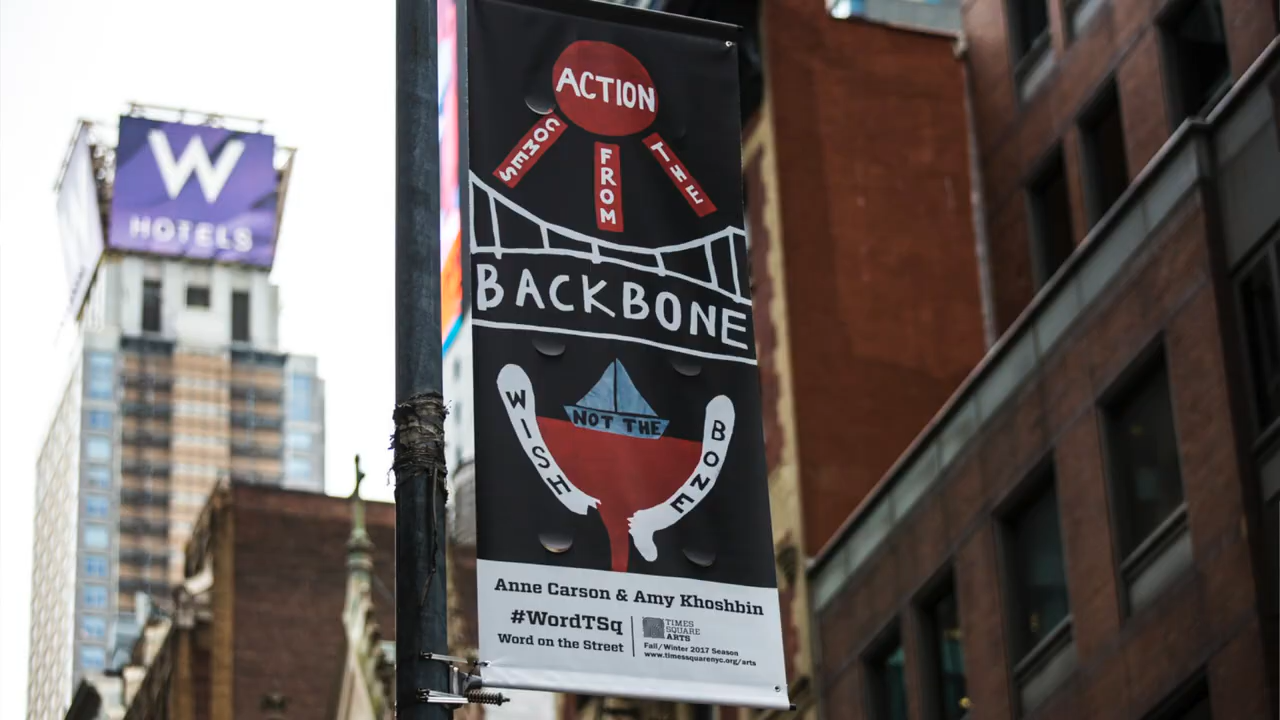 W
HOTELS
ACTION
COMES
FROM
THE
BACKBONE
NOT THE
WISH
BONE
Anne Carson & Amy Khoshbin
#WordTSq
Word on the Street
TIMES
SQUARE
ARTS
Fall/Winter 2017 Season
www.timessquarenyc.org/arts